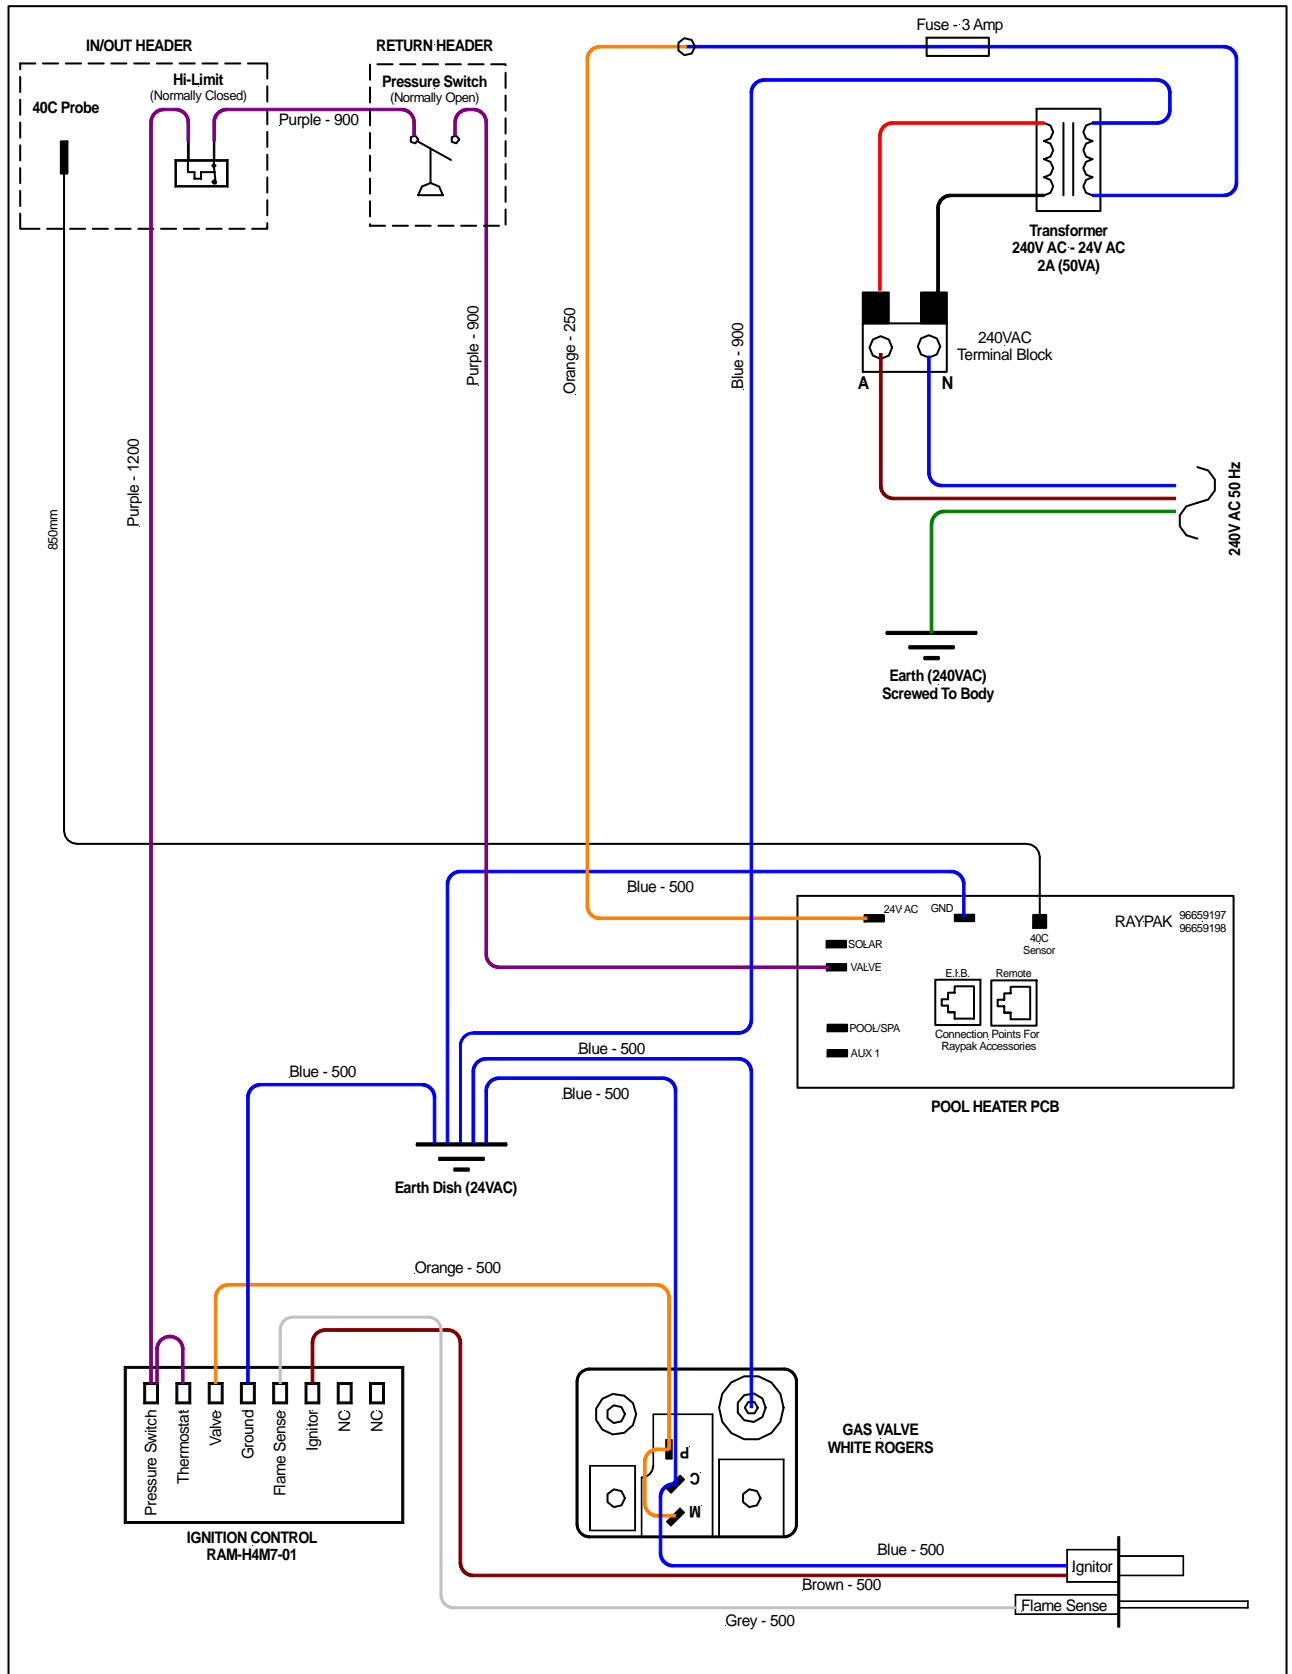 Fuse - 3 Amp
IN/OUT HEADER
RETURN HEADER
Hi-Limit
(Normally Closed)
Pressure Switch
(Normally Open)
40C Probe
Purple - 900
Transformer
240V AC - 24V AC
2A (50VA)
Orange - 250
Blue - 900
Purple - 900
240VAC
Terminal Block
A
N
Purple - 1200
850mm
240V AC 50 Hz
Earth (240VAC)
Screwed To Body
Blue - 500
24V AC
GND
RAYPAK
96659197
96659198
40C
Sensor
SOLAR
VALVE
E.I.B.
Remote
POOL/SPA
AUX 1
Connection Points For
Raypak Accessories
POOL HEATER PCB
Blue - 500
Blue - 500
Blue - 500
Earth Dish (24VAC)
Orange - 500
Pressure Switch
Thermostat
Valve
Ground
Flame Sense
Ignitor
NC
NC
IGNITION CONTROL
RAM-H4M7-01
P
C
M
GAS VALVE
WHITE ROGERS
Blue - 500
Ignitor
Brown - 500
Flame Sense
Grey - 500